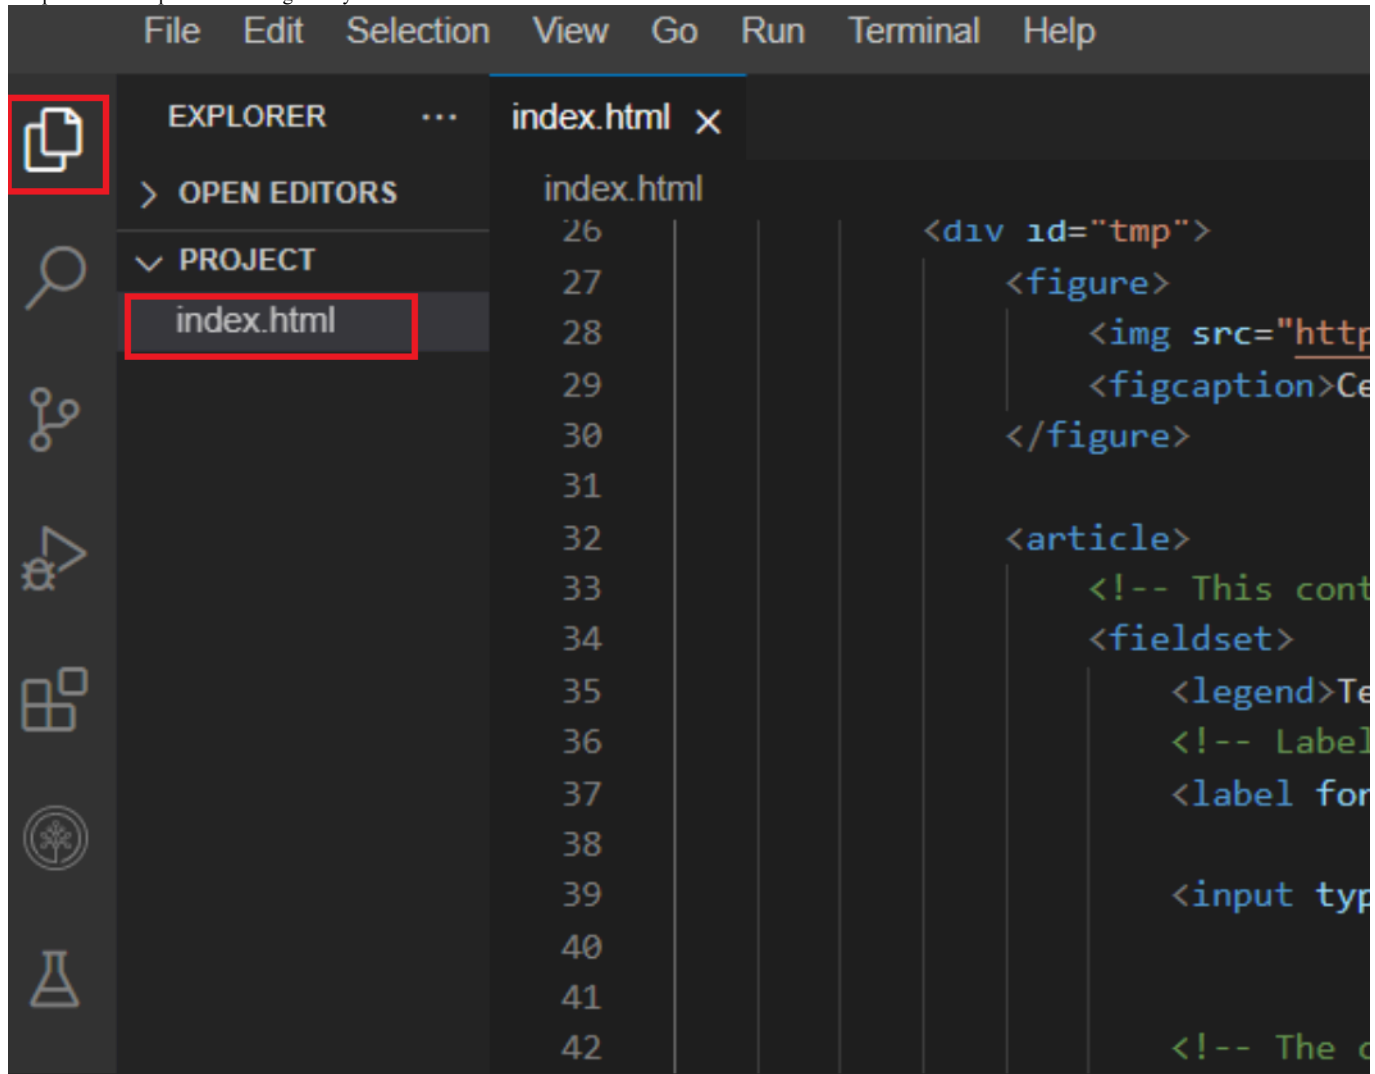 File Edit Selection View Go Run Terminal Help
EXPLORER ··· index.html ×
OPEN EDITORS
index.html
PROJECT
index.html
26 <div id="tmp">
27 <figure>
28 <img src="http
29 <figcaption>Ce
30 </figure>
31
32 <article>
33 <!-- This cont
34 <fieldset>
35 <legend>Te
36 <!-- Label
37 <label for
38
39 <input typ
40
41
42 <!-- The c